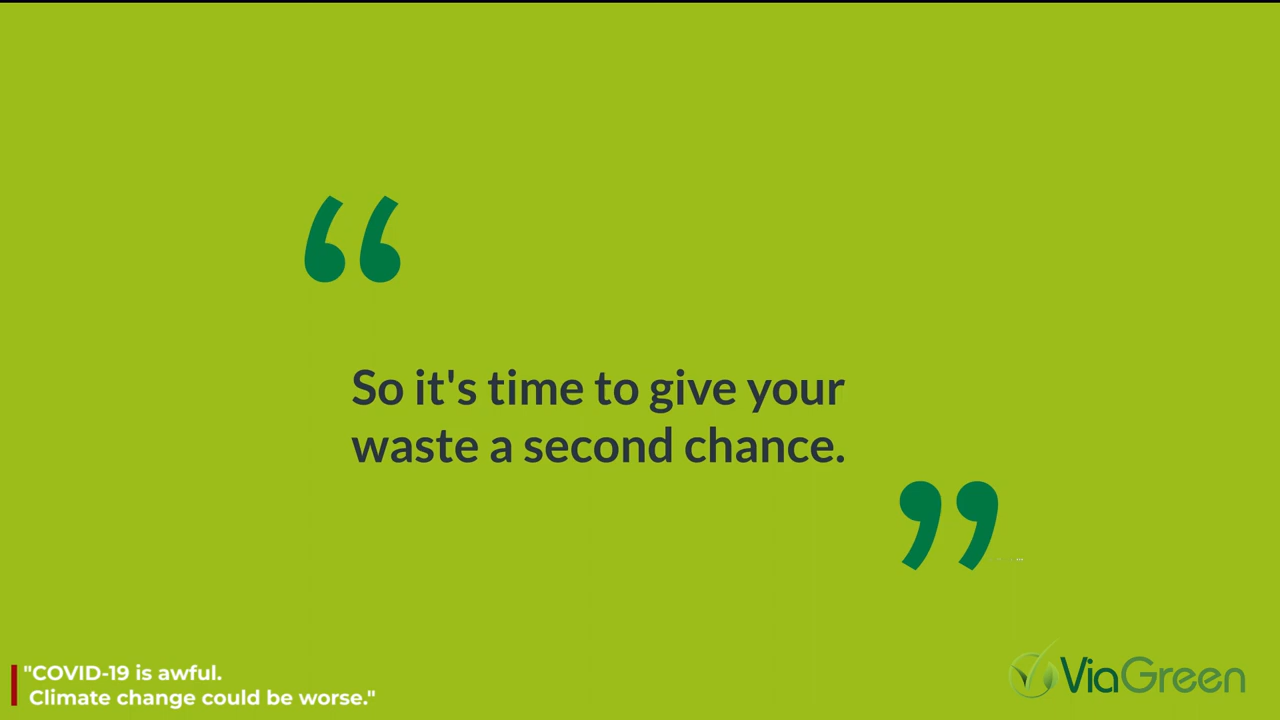 “
So it's time to give your
waste a second chance.
”
"COVID-19 is awful.
Climate change could be worse."
ViaGreen